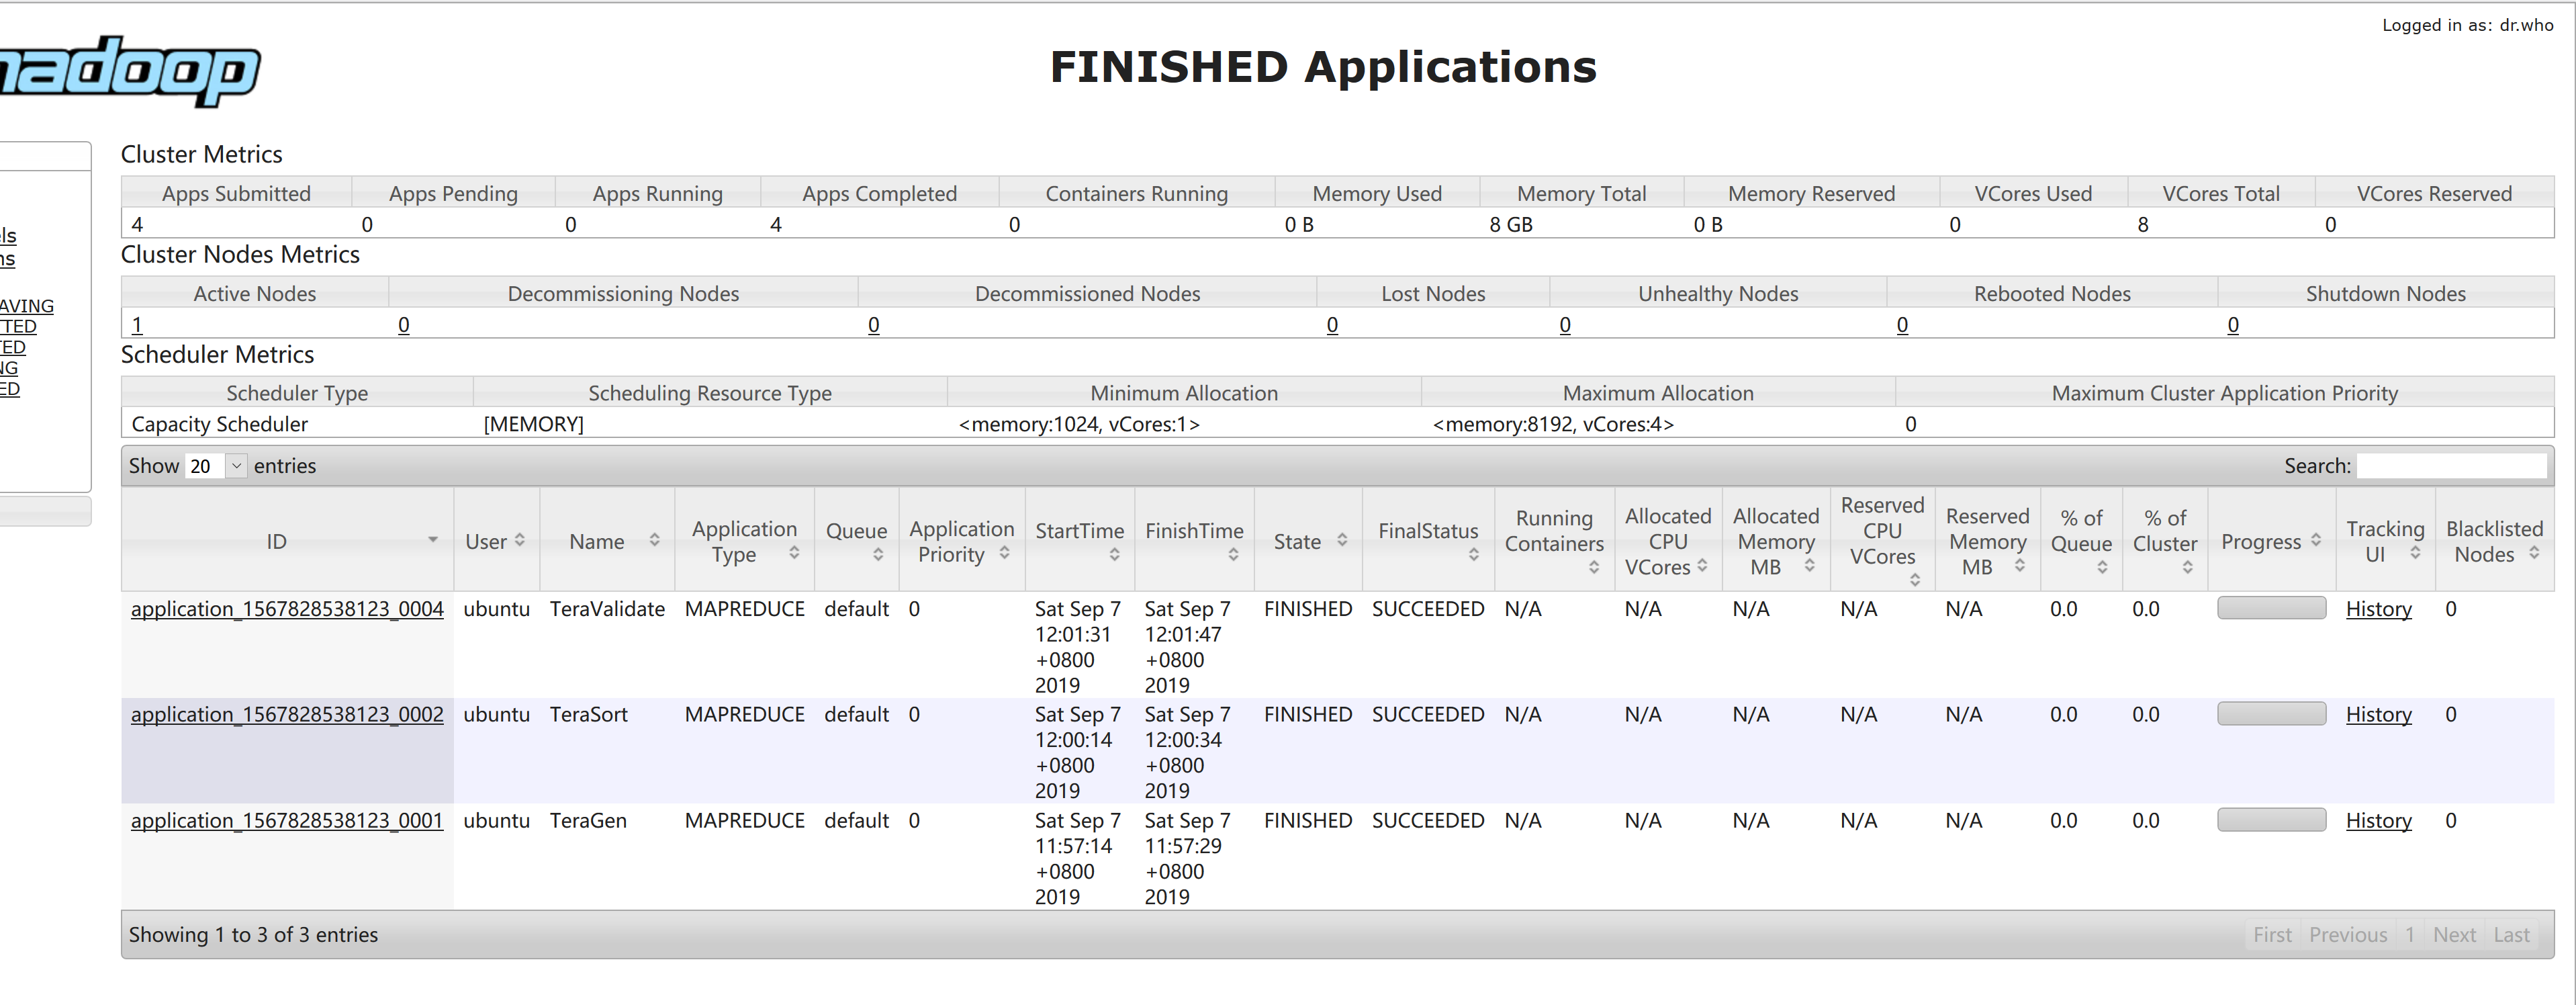 Logged in as: dr.who
hadoop
FINISHED Applications
els
ns
AVING
TTED
TED
NG
ED
Cluster Metrics
Apps Submitted Apps Pending Apps Running Apps Completed Containers Running Memory Used Memory Total Memory Reserved VCores Used VCores Total VCores Reserved
4 0 0 4 0 0 B 8 GB 0 B 0 8 0
Cluster Nodes Metrics
Active Nodes Decommissioning Nodes Decommissioned Nodes Lost Nodes Unhealthy Nodes Rebooted Nodes Shutdown Nodes
1 0 0 0 0 0 0
Scheduler Metrics
Scheduler Type Scheduling Resource Type Minimum Allocation Maximum Allocation Maximum Cluster Application Priority
Capacity Scheduler [MEMORY] <memory:1024, vCores:1> <memory:8192, vCores:4> 0
Show 20 entries Search:
ID User Name Application Type Queue Application Priority StartTime FinishTime State FinalStatus Running Containers Allocated CPU VCores Allocated Memory MB Reserved CPU VCores Reserved Memory MB % of Queue % of Cluster Progress Tracking UI Blacklisted Nodes
application_1567828538123_0004 ubuntu TeraValidate MAPREDUCE default 0 Sat Sep 7 Sat Sep 7 FINISHED SUCCEEDED N/A N/A N/A N/A N/A 0.0 0.0 History 0
12:01:31 12:01:47
+0800 +0800
2019 2019
application_1567828538123_0002 ubuntu TeraSort MAPREDUCE default 0 Sat Sep 7 Sat Sep 7 FINISHED SUCCEEDED N/A N/A N/A N/A N/A 0.0 0.0 History 0
12:00:14 12:00:34
+0800 +0800
2019 2019
application_1567828538123_0001 ubuntu TeraGen MAPREDUCE default 0 Sat Sep 7 Sat Sep 7 FINISHED SUCCEEDED N/A N/A N/A N/A N/A 0.0 0.0 History 0
11:57:14 11:57:29
+0800 +0800
2019 2019
Showing 1 to 3 of 3 entries First Previous 1 Next Last